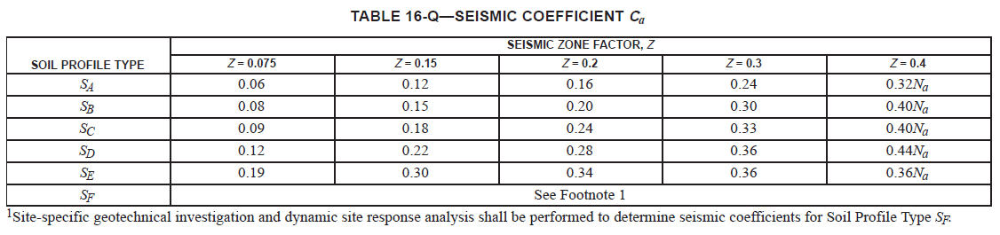 TABLE 16-Q—SEISMIC COEFFICIENT Ca
SEISMIC ZONE FACTOR, Z
SOIL PROFILE TYPE Z = 0.075 Z = 0.15 Z = 0.2 Z = 0.3 Z = 0.4
SA 0.06 0.12 0.16 0.24 0.32Na
SB 0.08 0.15 0.20 0.30 0.40Na
SC 0.09 0.18 0.24 0.33 0.40Na
SD 0.12 0.22 0.28 0.36 0.44Na
SE 0.19 0.30 0.34 0.36 0.36Na
SF See Footnote 1
1Site-specific geotechnical investigation and dynamic site response analysis shall be performed to determine seismic coefficients for Soil Profile Type SF.